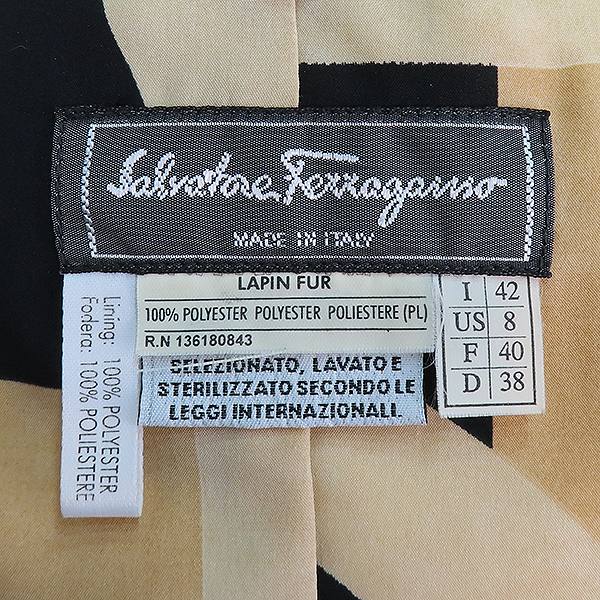 Salvatore Ferragamo
MADE IN ITALY
LAPIN FUR
100% POLYESTER POLYESTER POLIESTERE (PL)
R.N 136180843
SELEZIONATO, LAVATO E
STERILIZZATO SECONDO LE
LEGGI INTERNAZIONALI.
I 42
US 8
F 40
D 38
Lining: 100% POLYESTER
Fodera: 100% POLIESTERE